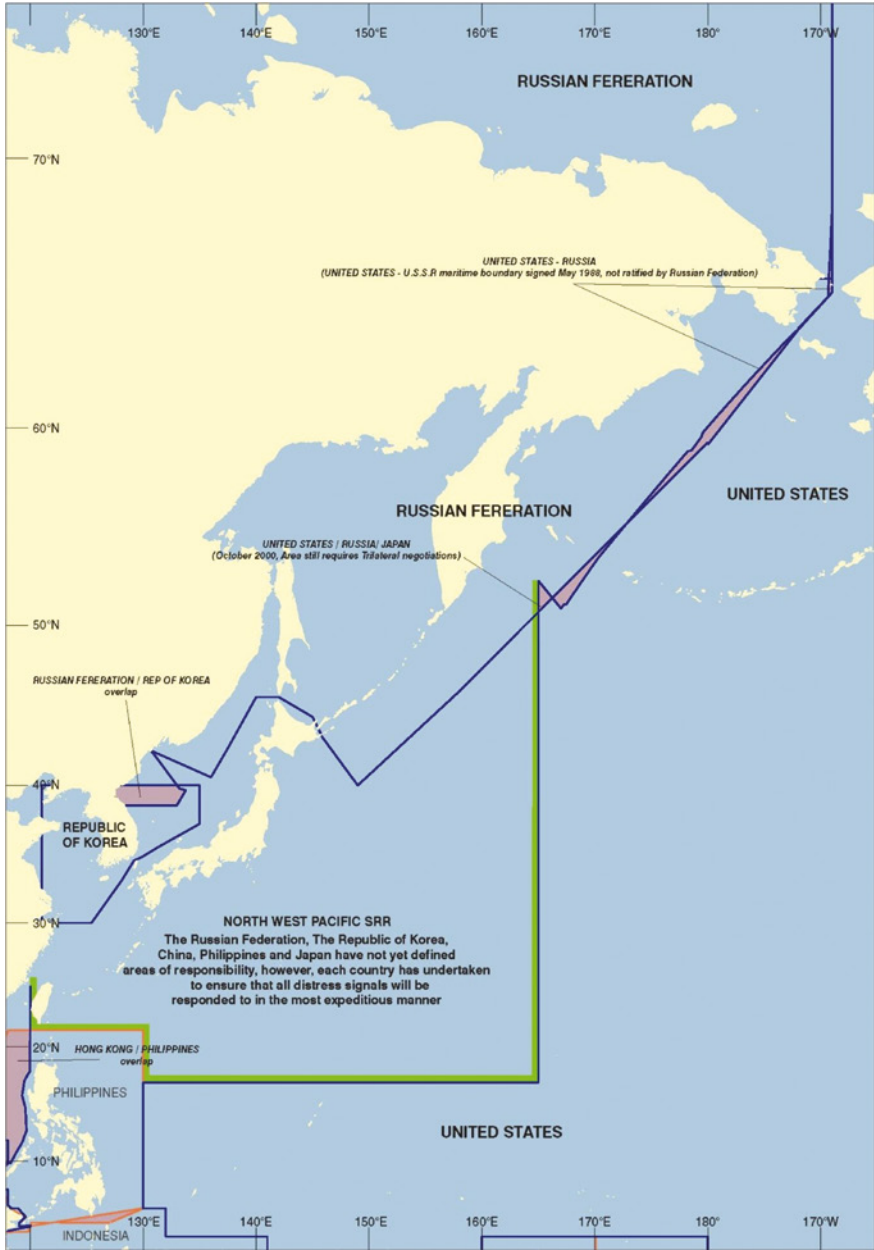 130°E
140°E
150°E
160°E
170°E
180°
170°W
RUSSIAN FERERATION
70°N
UNITED STATES - RUSSIA
(UNITED STATES - U.S.S.R maritime boundary signed May 1988, not ratified by Russian Federation)
60°N
UNITED STATES
RUSSIAN FERERATION
UNITED STATES / RUSSIA/ JAPAN
(October 2000, Area still requires Trilateral negotiations)
50°N
RUSSIAN FERERATION / REP OF KOREA
overlap
40°N
REPUBLIC
OF KOREA
30°N
NORTH WEST PACIFIC SRR
The Russian Federation, The Republic of Korea,
China, Philippines and Japan have not yet defined
areas of responsibility, however, each country has undertaken
to ensure that all distress signals will be
responded to in the most expeditious manner
20°N
HONG KONG / PHILIPPINES
overlap
PHILIPPINES
UNITED STATES
10°N
130°E
140°E
150°E
160°E
170°E
180°
170°W
INDONESIA